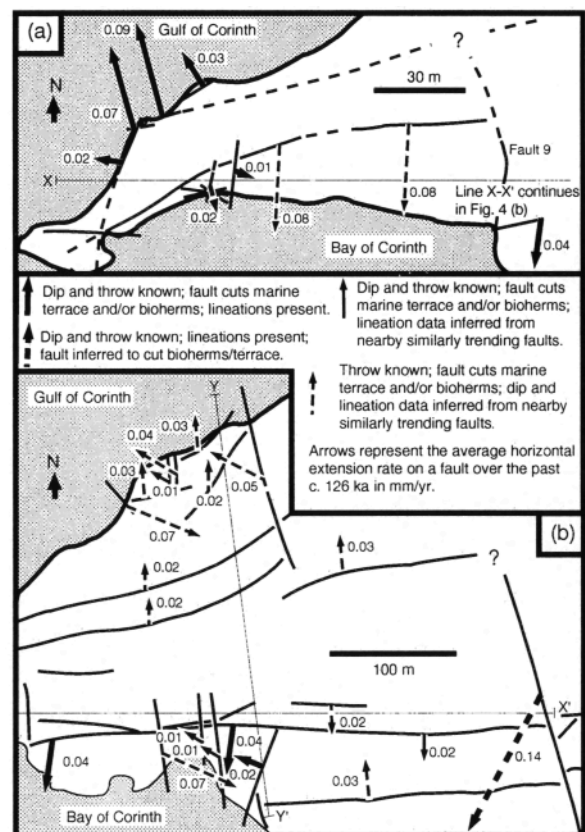 (a)
Gulf of Corinth
0.09
0.03
N
0.07
0.02
X
30 m
?
Fault 9
0.01
0.02
0.08
0.08
Line X-X' continues
in Fig. 4 (b)
Bay of Corinth
0.04
Dip and throw known; fault cuts marine
terrace and/or bioherms; lineations present.
Dip and throw known; lineations present;
fault inferred to cut bioherms/terrace.
Dip and throw known; fault cuts
marine terrace and/or bioherms;
lineation data inferred from
nearby similarly trending faults.
Throw known; fault cuts marine
terrace and/or bioherms; dip and
lineation data inferred from nearby
similarly trending faults.
Arrows represent the average horizontal
extension rate on a fault over the past
c. 126 ka in mm/yr.
Gulf of Corinth
Y
N
0.04
0.03
0.03
0.01
0.02
0.05
0.07
(b)
0.02
0.02
0.03
?
100 m
X'
0.04
0.01
0.01
0.04
0.02
0.07
0.02
0.02
0.03
0.14
Y'
Bay of Corinth